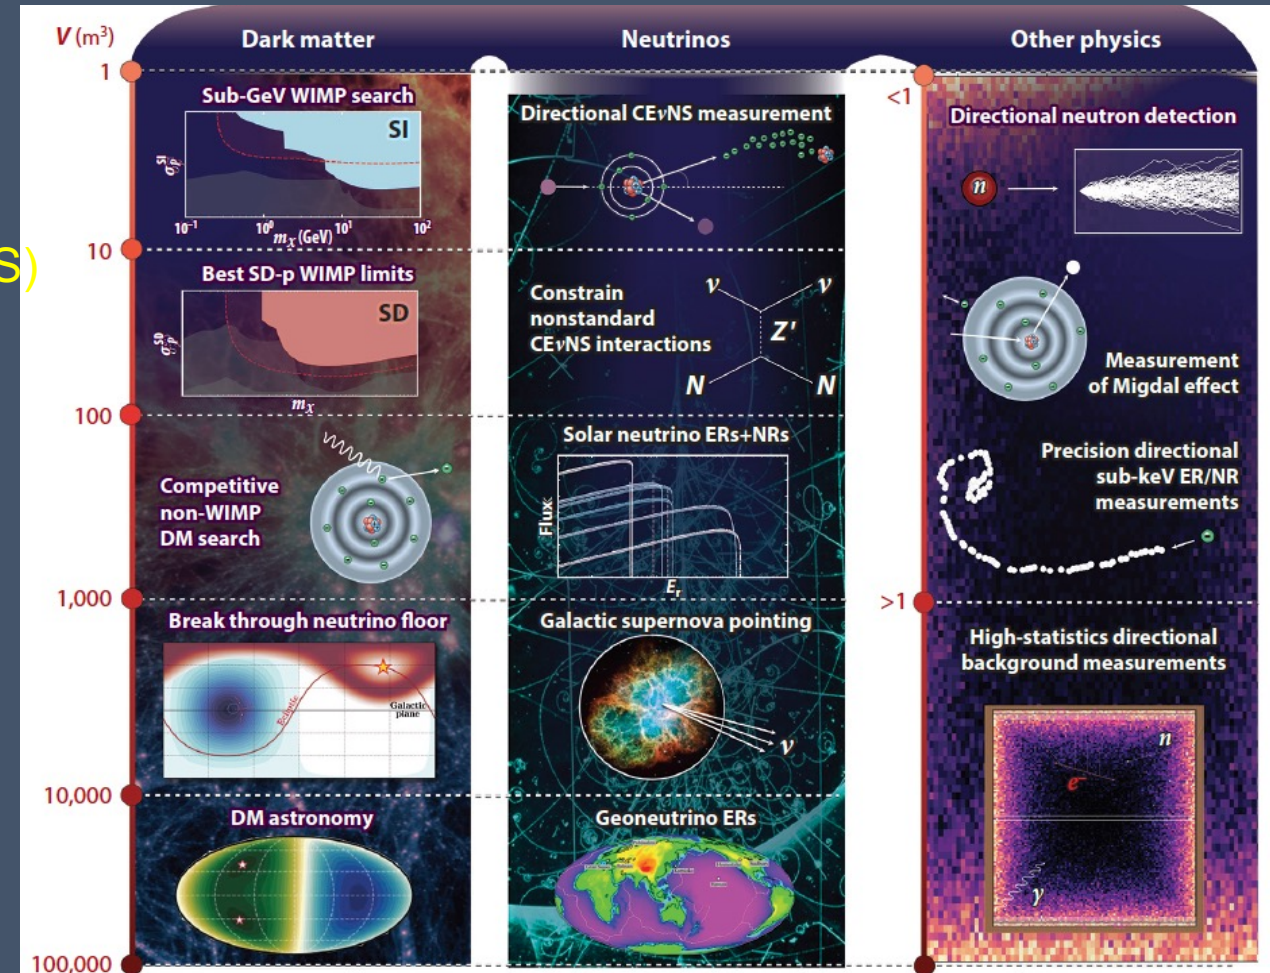 V (m³)
Dark matter
Neutrinos
Other physics
1
10
100
1,000
10,000
100,000
S)
Sub-GeV WIMP search
SI
σ_p^SI
10⁻¹
10⁰
10¹
10²
m_χ (GeV)
Best SD-p WIMP limits
SD
σ_p^SD
m_χ
Competitive
non-WIMP
DM search
Break through neutrino floor
Ecliptic
Galactic
plane
DM astronomy
Directional CEνNS measurement
Constrain
nonstandard
CEνNS interactions
ν
ν
Z′
N
N
Solar neutrino ERs+NRs
Flux
E_r
Galactic supernova pointing
ν
Geoneutrino ERs
<1
Directional neutron detection
n
Measurement
of Migdal effect
Precision directional
sub-keV ER/NR
measurements
>1
High-statistics directional
background measurements
n
e⁻
γ